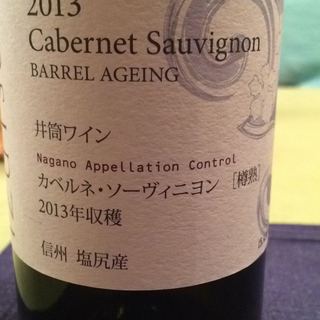 2013
Cabernet Sauvignon
BARREL AGEING
井筒ワイン
Nagano Appellation Control
カベルネ・ソーヴィニヨン [樽熟]
2013年収穫
信州 塩尻産